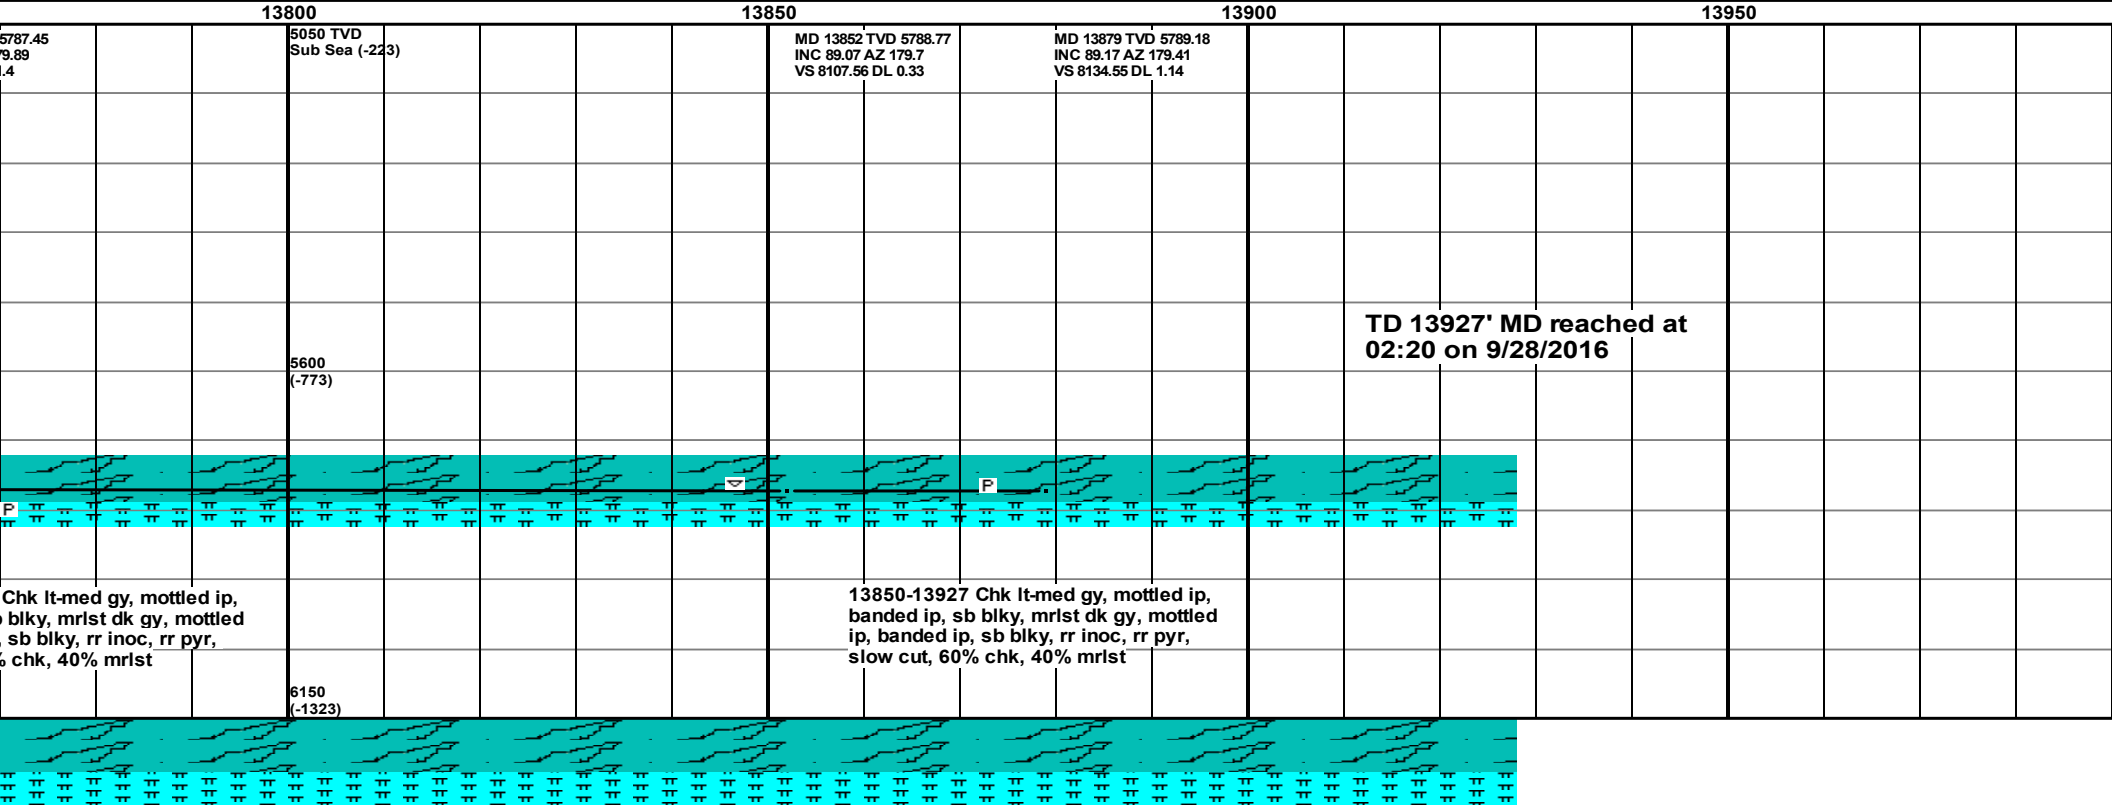 13800 13850 13900 13950
5787.45
79.89
.4
5050 TVD
Sub Sea (-223)
MD 13852 TVD 5788.77
INC 89.07 AZ 179.7
VS 8107.56 DL 0.33
MD 13879 TVD 5789.18
INC 89.17 AZ 179.41
VS 8134.55 DL 1.14
TD 13927' MD reached at
02:20 on 9/28/2016
5600
(-773)
P
P
Chk lt-med gy, mottled ip,
blky, mrlst dk gy, mottled
, sb blky, rr inoc, rr pyr,
% chk, 40% mrlst
13850-13927 Chk lt-med gy, mottled ip,
banded ip, sb blky, mrlst dk gy, mottled
ip, banded ip, sb blky, rr inoc, rr pyr,
slow cut, 60% chk, 40% mrlst
6150
(-1323)